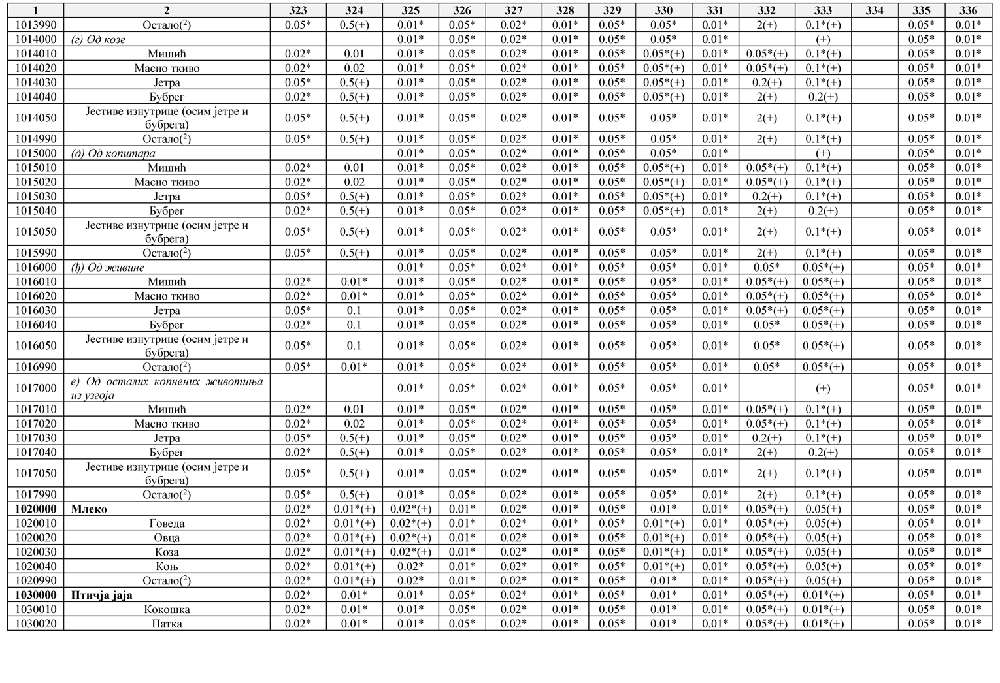 1 2 323 324 325 326 327 328 329 330 331 332 333 334 335 336
1013990 Остало(2) 0.05* 0.5(+) 0.01* 0.05* 0.02* 0.01* 0.05* 0.05* 0.01* 2(+) 0.1*(+) 0.05* 0.01*
1014000 (г) Од козе 0.01* 0.05* 0.02* 0.01* 0.05* 0.05* 0.01* (+) 0.05* 0.01*
1014010 Мишић 0.02* 0.01 0.01* 0.05* 0.02* 0.01* 0.05* 0.05*(+) 0.01* 0.05*(+) 0.1*(+) 0.05* 0.01*
1014020 Масно ткиво 0.02* 0.02 0.01* 0.05* 0.02* 0.01* 0.05* 0.05*(+) 0.01* 0.05*(+) 0.1*(+) 0.05* 0.01*
1014030 Јетра 0.05* 0.5(+) 0.01* 0.05* 0.02* 0.01* 0.05* 0.05*(+) 0.01* 0.2(+) 0.1*(+) 0.05* 0.01*
1014040 Бубрег 0.02* 0.5(+) 0.01* 0.05* 0.02* 0.01* 0.05* 0.05*(+) 0.01* 2(+) 0.2(+) 0.05* 0.01*
1014050 Јестиве изнутрице (осим јетре и
бубрега) 0.05* 0.5(+) 0.01* 0.05* 0.02* 0.01* 0.05* 0.05* 0.01* 2(+) 0.1*(+) 0.05* 0.01*
1014990 Остало(2) 0.05* 0.5(+) 0.01* 0.05* 0.02* 0.01* 0.05* 0.05* 0.01* 2(+) 0.1*(+) 0.05* 0.01*
1015000 (д) Од копитара 0.01* 0.05* 0.02* 0.01* 0.05* 0.05* 0.01* (+) 0.05* 0.01*
1015010 Мишић 0.02* 0.01 0.01* 0.05* 0.02* 0.01* 0.05* 0.05*(+) 0.01* 0.05*(+) 0.1*(+) 0.05* 0.01*
1015020 Масно ткиво 0.02* 0.02 0.01* 0.05* 0.02* 0.01* 0.05* 0.05*(+) 0.01* 0.05*(+) 0.1*(+) 0.05* 0.01*
1015030 Јетра 0.05* 0.5(+) 0.01* 0.05* 0.02* 0.01* 0.05* 0.05*(+) 0.01* 0.2(+) 0.1*(+) 0.05* 0.01*
1015040 Бубрег 0.02* 0.5(+) 0.01* 0.05* 0.02* 0.01* 0.05* 0.05*(+) 0.01* 2(+) 0.2(+) 0.05* 0.01*
1015050 Јестиве изнутрице (осим јетре и
бубрега) 0.05* 0.5(+) 0.01* 0.05* 0.02* 0.01* 0.05* 0.05* 0.01* 2(+) 0.1*(+) 0.05* 0.01*
1015990 Остало(2) 0.05* 0.5(+) 0.01* 0.05* 0.02* 0.01* 0.05* 0.05* 0.01* 2(+) 0.1*(+) 0.05* 0.01*
1016000 (ђ) Од живине 0.01* 0.05* 0.02* 0.01* 0.05* 0.05* 0.01* 0.05* 0.05*(+) 0.05* 0.01*
1016010 Мишић 0.02* 0.01* 0.01* 0.05* 0.02* 0.01* 0.05* 0.05* 0.01* 0.05*(+) 0.05*(+) 0.05* 0.01*
1016020 Масно ткиво 0.02* 0.01* 0.01* 0.05* 0.02* 0.01* 0.05* 0.05* 0.01* 0.05*(+) 0.05*(+) 0.05* 0.01*
1016030 Јетра 0.05* 0.1 0.01* 0.05* 0.02* 0.01* 0.05* 0.05* 0.01* 0.05*(+) 0.05*(+) 0.05* 0.01*
1016040 Бубрег 0.02* 0.1 0.01* 0.05* 0.02* 0.01* 0.05* 0.05* 0.01* 0.05* 0.05*(+) 0.05* 0.01*
1016050 Јестиве изнутрице (осим јетре и
бубрега) 0.05* 0.1 0.01* 0.05* 0.02* 0.01* 0.05* 0.05* 0.01* 0.05* 0.05*(+) 0.05* 0.01*
1016990 Остало(2) 0.05* 0.01* 0.01* 0.05* 0.02* 0.01* 0.05* 0.05* 0.01* 0.05* 0.05*(+) 0.05* 0.01*
1017000 е) Од осталих копнених животиња
из узгоја 0.01* 0.05* 0.02* 0.01* 0.05* 0.05* 0.01* (+) 0.05* 0.01*
1017010 Мишић 0.02* 0.01 0.01* 0.05* 0.02* 0.01* 0.05* 0.05* 0.01* 0.05*(+) 0.1*(+) 0.05* 0.01*
1017020 Масно ткиво 0.02* 0.02 0.01* 0.05* 0.02* 0.01* 0.05* 0.05* 0.01* 0.05*(+) 0.1*(+) 0.05* 0.01*
1017030 Јетра 0.05* 0.5(+) 0.01* 0.05* 0.02* 0.01* 0.05* 0.05* 0.01* 0.2(+) 0.1*(+) 0.05* 0.01*
1017040 Бубрег 0.02* 0.5(+) 0.01* 0.05* 0.02* 0.01* 0.05* 0.05* 0.01* 2(+) 0.2(+) 0.05* 0.01*
1017050 Јестиве изнутрице (осим јетре и
бубрега) 0.05* 0.5(+) 0.01* 0.05* 0.02* 0.01* 0.05* 0.05* 0.01* 2(+) 0.1*(+) 0.05* 0.01*
1017990 Остало(2) 0.05* 0.5(+) 0.01* 0.05* 0.02* 0.01* 0.05* 0.05* 0.01* 2(+) 0.1*(+) 0.05* 0.01*
1020000 Млеко 0.02* 0.01*(+) 0.02*(+) 0.01* 0.02* 0.01* 0.05* 0.01* 0.01* 0.05*(+) 0.05(+) 0.05* 0.01*
1020010 Говеда 0.02* 0.01*(+) 0.02*(+) 0.01* 0.02* 0.01* 0.05* 0.01*(+) 0.01* 0.05*(+) 0.05(+) 0.05* 0.01*
1020020 Овца 0.02* 0.01*(+) 0.02*(+) 0.01* 0.02* 0.01* 0.05* 0.01*(+) 0.01* 0.05*(+) 0.05(+) 0.05* 0.01*
1020030 Коза 0.02* 0.01*(+) 0.02*(+) 0.01* 0.02* 0.01* 0.05* 0.01*(+) 0.01* 0.05*(+) 0.05(+) 0.05* 0.01*
1020040 Коњ 0.02* 0.01*(+) 0.02* 0.01* 0.02* 0.01* 0.05* 0.01*(+) 0.01* 0.05*(+) 0.05(+) 0.05* 0.01*
1020990 Остало(2) 0.02* 0.01*(+) 0.02* 0.01* 0.02* 0.01* 0.05* 0.01* 0.01* 0.05*(+) 0.05(+) 0.05* 0.01*
1030000 Птичја јаја 0.02* 0.01* 0.01* 0.05* 0.02* 0.01* 0.05* 0.01* 0.01* 0.05*(+) 0.01*(+) 0.05* 0.01*
1030010 Кокошка 0.02* 0.01* 0.01* 0.05* 0.02* 0.01* 0.05* 0.01* 0.01* 0.05*(+) 0.01*(+) 0.05* 0.01*
1030020 Патка 0.02* 0.01* 0.01* 0.05* 0.02* 0.01* 0.05* 0.01* 0.01* 0.05*(+) 0.01*(+) 0.05* 0.01*